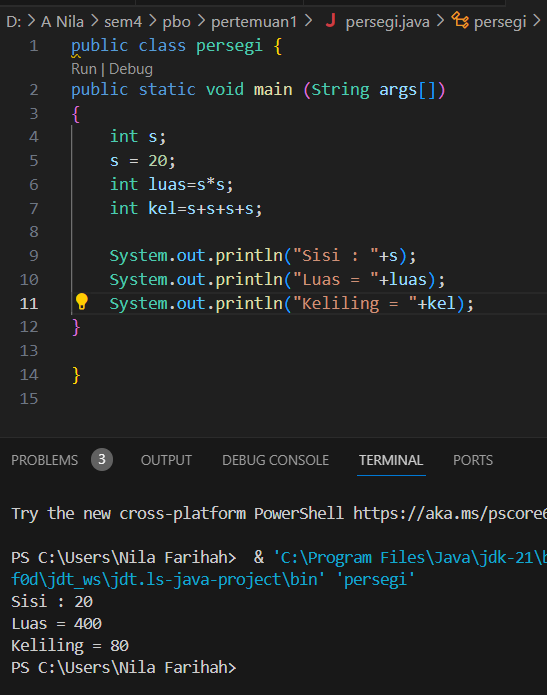 D: > A Nila > sem4 > pbo > pertemuan1 > J persegi.java > persegi >
1 public class persegi {
Run | Debug
2 public static void main (String args[])
3 {
4 int s;
5 s = 20;
6 int luas=s*s;
7 int kel=s+s+s+s;
8
9 System.out.println("Sisi : "+s);
10 System.out.println("Luas = "+luas);
11 System.out.println("Keliling = "+kel);
12 }
13
14 }
15
PROBLEMS 3 OUTPUT DEBUG CONSOLE TERMINAL PORTS
Try the new cross-platform PowerShell https://aka.ms/pscore6
PS C:\Users\Nila Farihah>  & 'C:\Program Files\Java\jdk-21\b
f0d\jdt_ws\jdt.ls-java-project\bin' 'persegi'
Sisi : 20
Luas = 400
Keliling = 80
PS C:\Users\Nila Farihah>